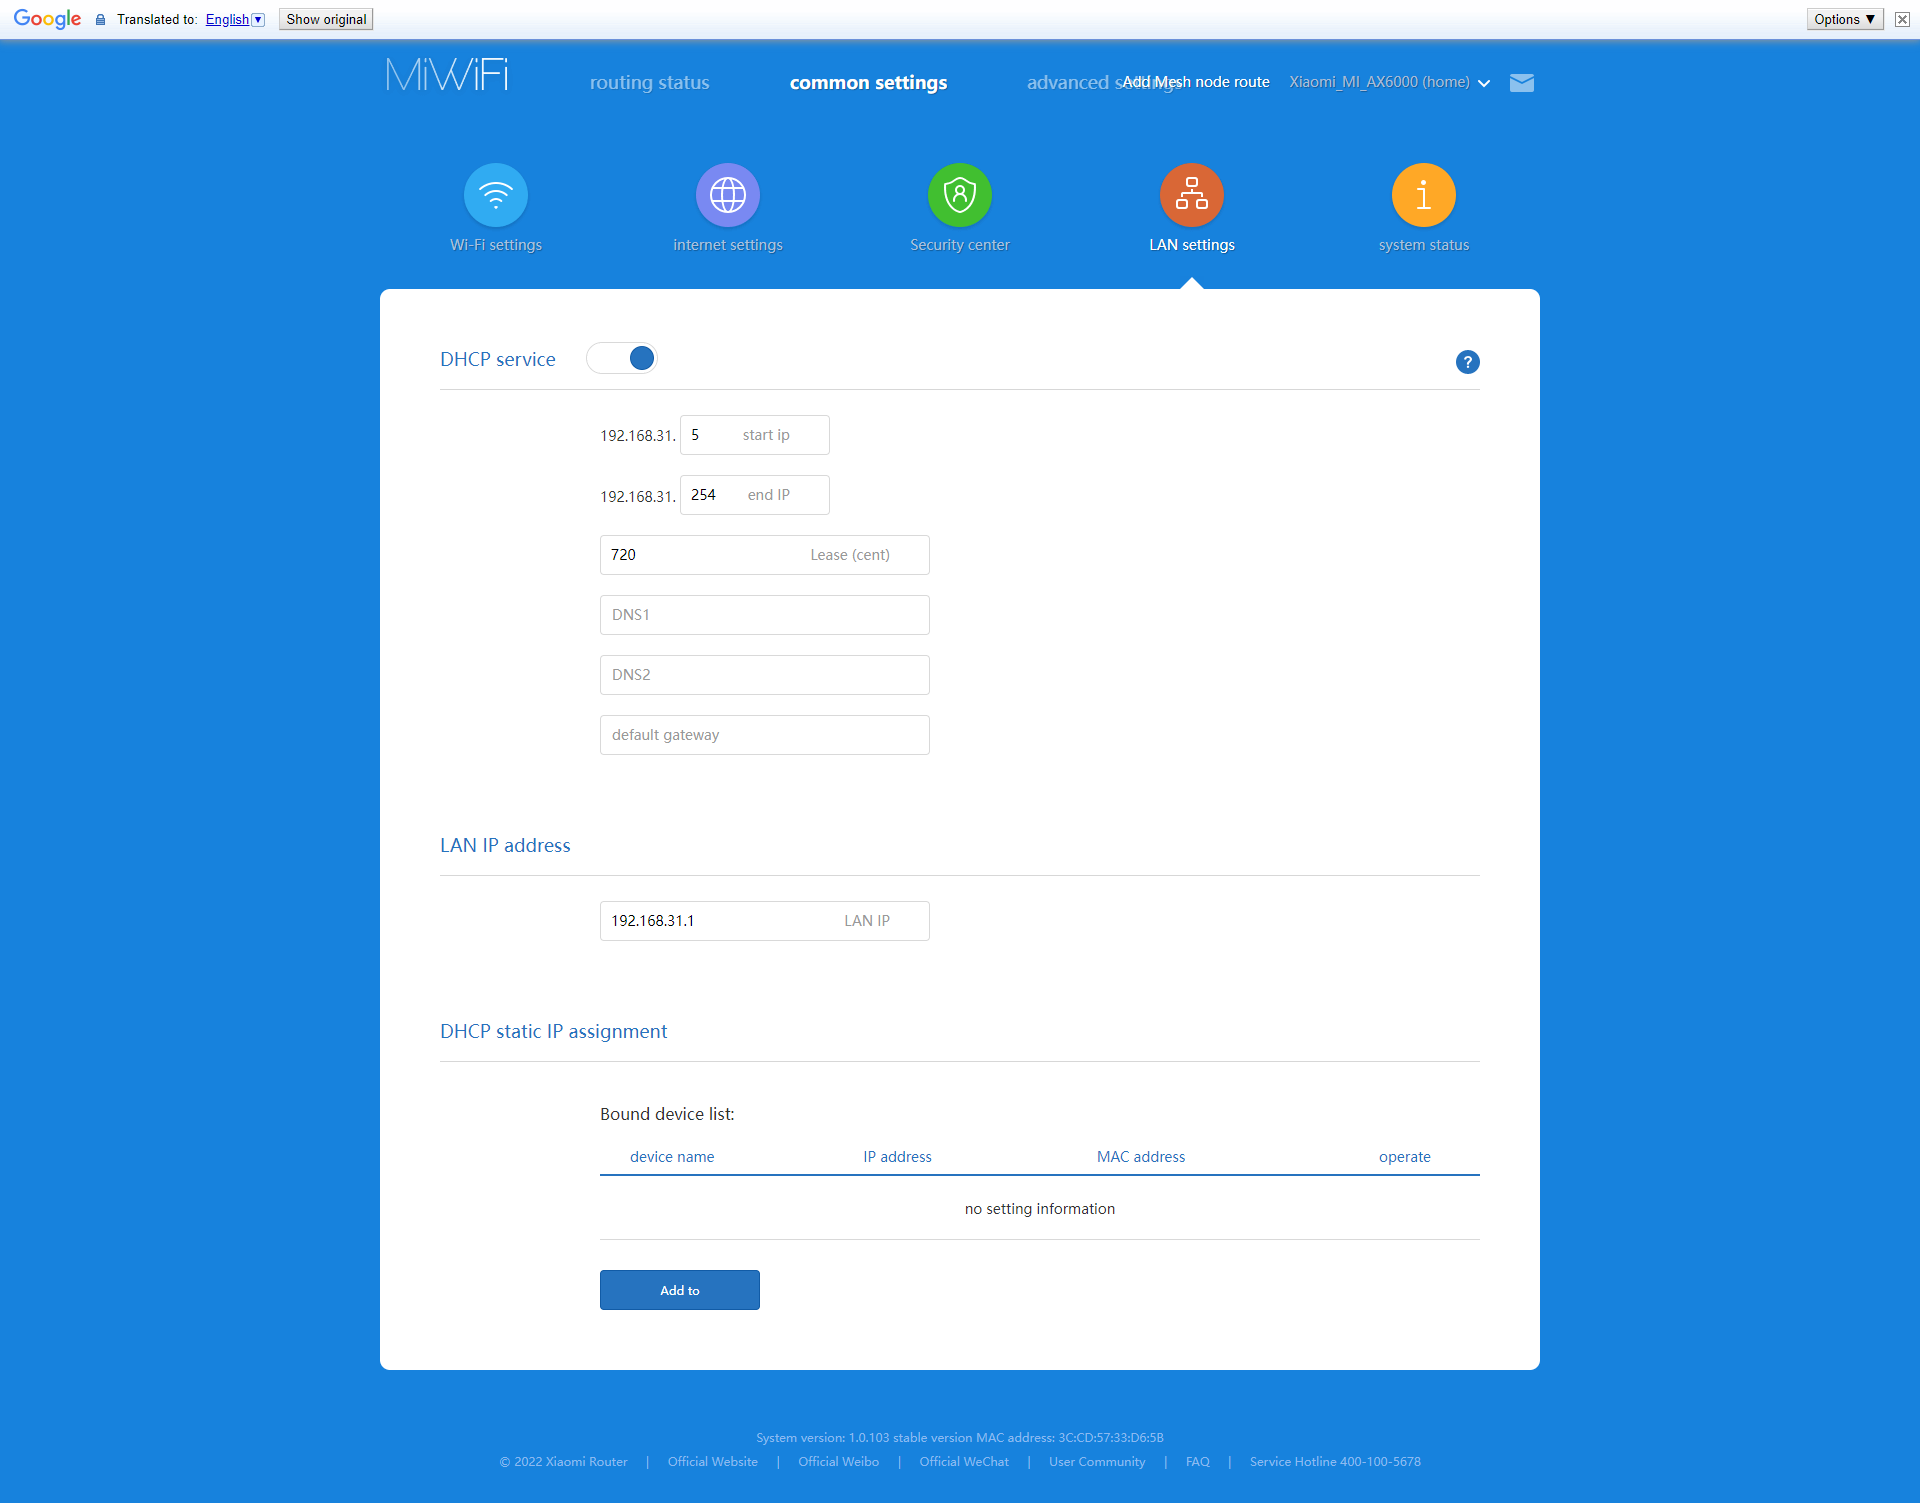 Google Translated to: English Show original Options ▼
MiWiFi routing status common settings advanced settings Add Mesh node route Xiaomi_MI_AX6000 (home)
Wi-Fi settings internet settings Security center LAN settings system status
DHCP service ?
192.168.31. 5 start ip
192.168.31. 254 end IP
720 Lease (cent)
DNS1
DNS2
default gateway
LAN IP address
192.168.31.1 LAN IP
DHCP static IP assignment
Bound device list:
device name IP address MAC address operate
no setting information
Add to
System version: 1.0.103 stable version MAC address: 3C:CD:57:33:D6:5B
© 2022 Xiaomi Router | Official Website | Official Weibo | Official WeChat | User Community | FAQ | Service Hotline 400-100-5678